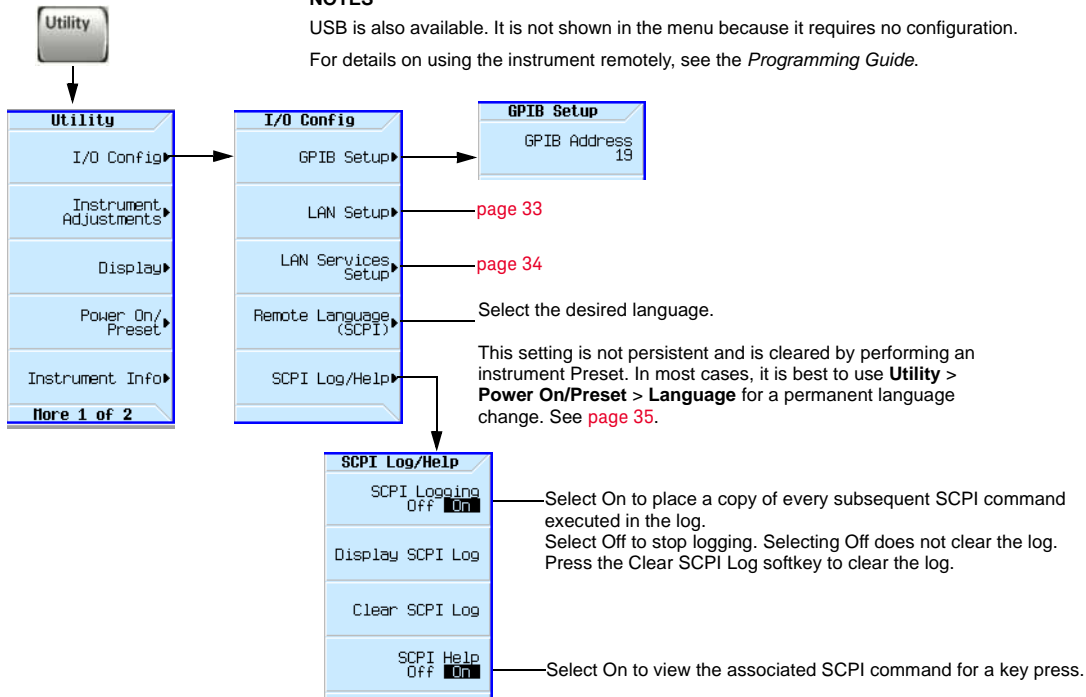 NOTES
Utility
USB is also available. It is not shown in the menu because it requires no configuration.
For details on using the instrument remotely, see the Programming Guide.
Utility
I/O Config
Instrument
Adjustments
Display
Power On/
Preset
Instrument Info
More 1 of 2
I/O Config
GPIB Setup
LAN Setup
LAN Services
Setup
Remote Language
(SCPI)
SCPI Log/Help
GPIB Setup
GPIB Address
19
page 33
page 34
Select the desired language.
This setting is not persistent and is cleared by performing an
instrument Preset. In most cases, it is best to use Utility >
Power On/Preset > Language for a permanent language
change. See page 35.
SCPI Log/Help
SCPI Logging
Off On
Display SCPI Log
Clear SCPI Log
SCPI Help
Off On
Select On to place a copy of every subsequent SCPI command
executed in the log.
Select Off to stop logging. Selecting Off does not clear the log.
Press the Clear SCPI Log softkey to clear the log.
Select On to view the associated SCPI command for a key press.